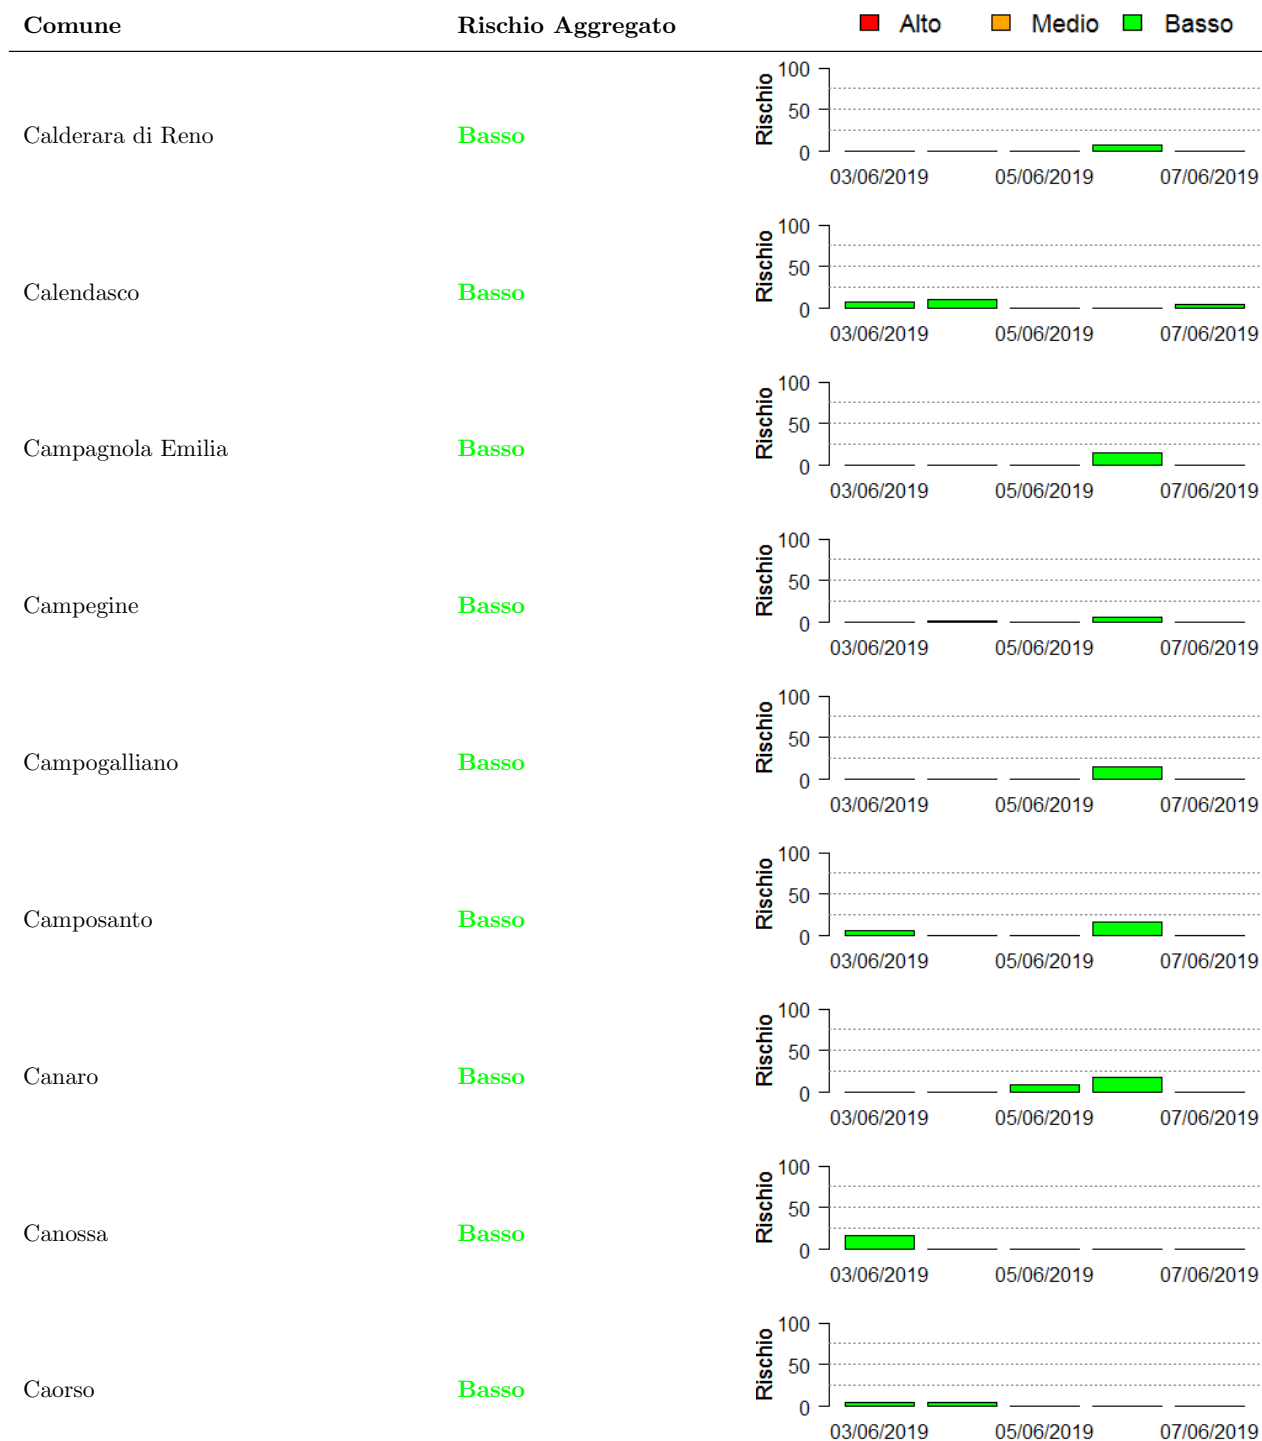 Comune Rischio Aggregato Alto Medio Basso
100
50
0
Rischio
Calderara di Reno Basso
03/06/2019 05/06/2019 07/06/2019
100
50
0
Rischio
Calendasco Basso
03/06/2019 05/06/2019 07/06/2019
100
50
0
Rischio
Campagnola Emilia Basso
03/06/2019 05/06/2019 07/06/2019
100
50
0
Rischio
Campegine Basso
03/06/2019 05/06/2019 07/06/2019
100
50
0
Rischio
Campogalliano Basso
03/06/2019 05/06/2019 07/06/2019
100
50
0
Rischio
Camposanto Basso
03/06/2019 05/06/2019 07/06/2019
100
50
0
Rischio
Canaro Basso
03/06/2019 05/06/2019 07/06/2019
100
50
0
Rischio
Canossa Basso
03/06/2019 05/06/2019 07/06/2019
100
50
0
Rischio
Caorso Basso
03/06/2019 05/06/2019 07/06/2019